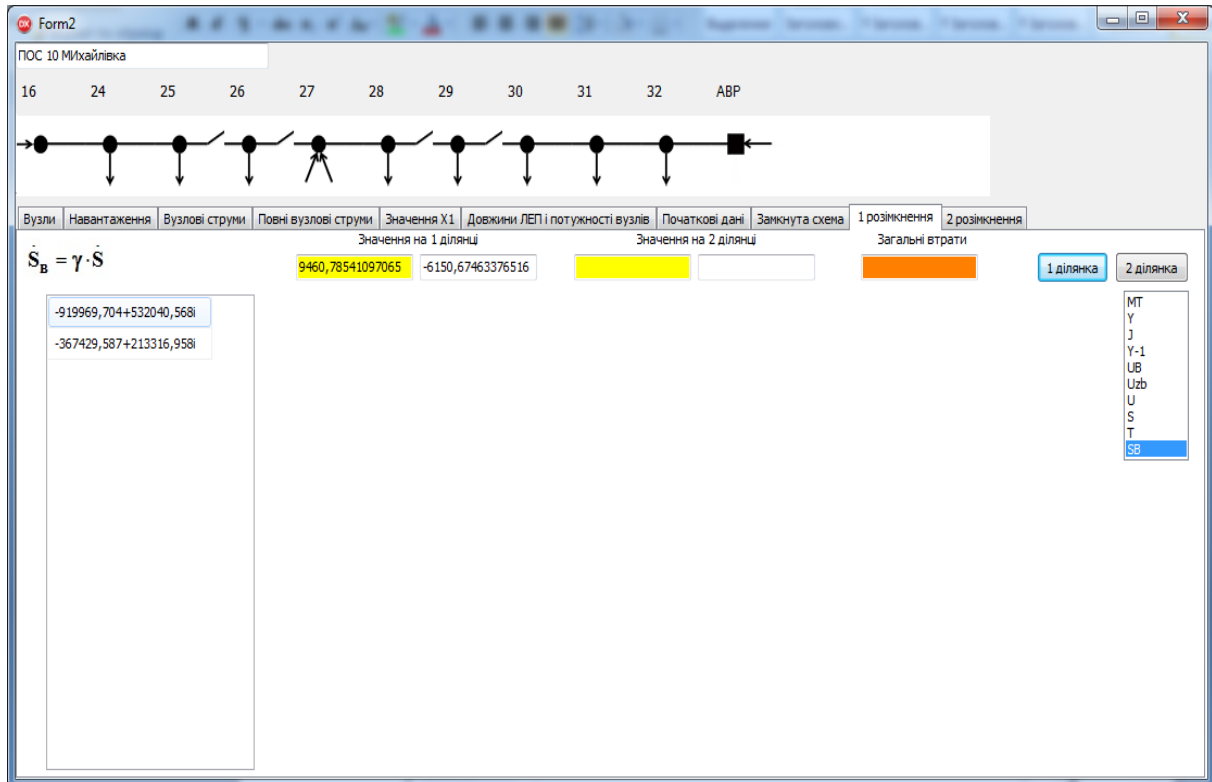 Form2
ПОС 10 МИхайлівка
16 24 25 26 27 28 29 30 31 32 АВР
Вузли Навантаження Вузлові струми Повні вузлові струми Значення X1 Довжини ЛЕП і потужності вузлів Початкові дані Замкнута схема 1 розімкнення 2 розімкнення
Значення на 1 ділянці Значення на 2 ділянці Загальні втрати
Ṡ_В = γ · Ṡ
9460,78541097065 -6150,67463376516 1 ділянка 2 ділянка
-919969,704+532040,568i
-367429,587+213316,958i
MT
Y
J
Y-1
UB
Uzb
U
S
T
SB